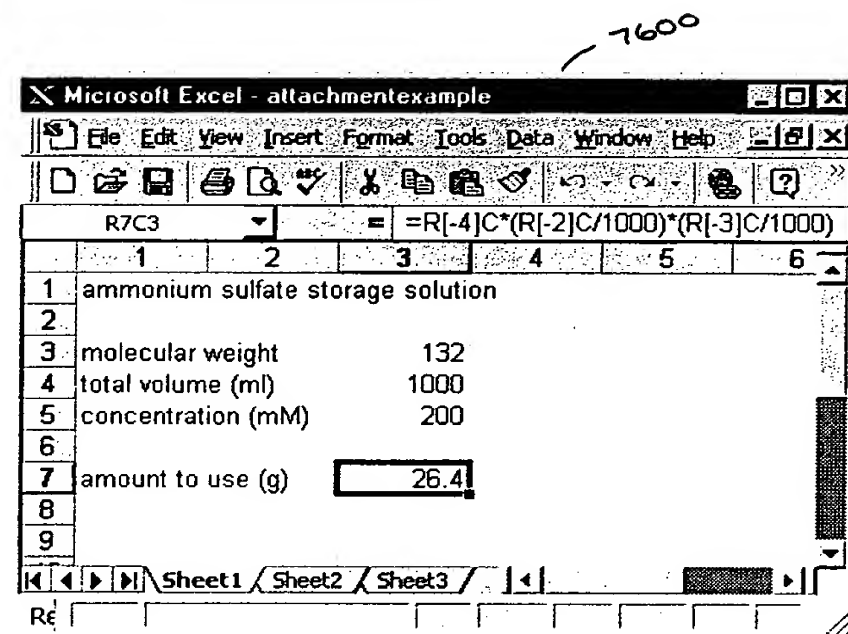 7600
Microsoft Excel - attachmentexample
File Edit View Insert Format Tools Data Window Help
R7C3 = =R[-4]C*(R[-2]C/1000)*(R[-3]C/1000)
1 2 3 4 5 6
1 ammonium sulfate storage solution
2
3 molecular weight 132
4 total volume (ml) 1000
5 concentration (mM) 200
6
7 amount to use (g) 26.4
8
9
Sheet1 Sheet2 Sheet3